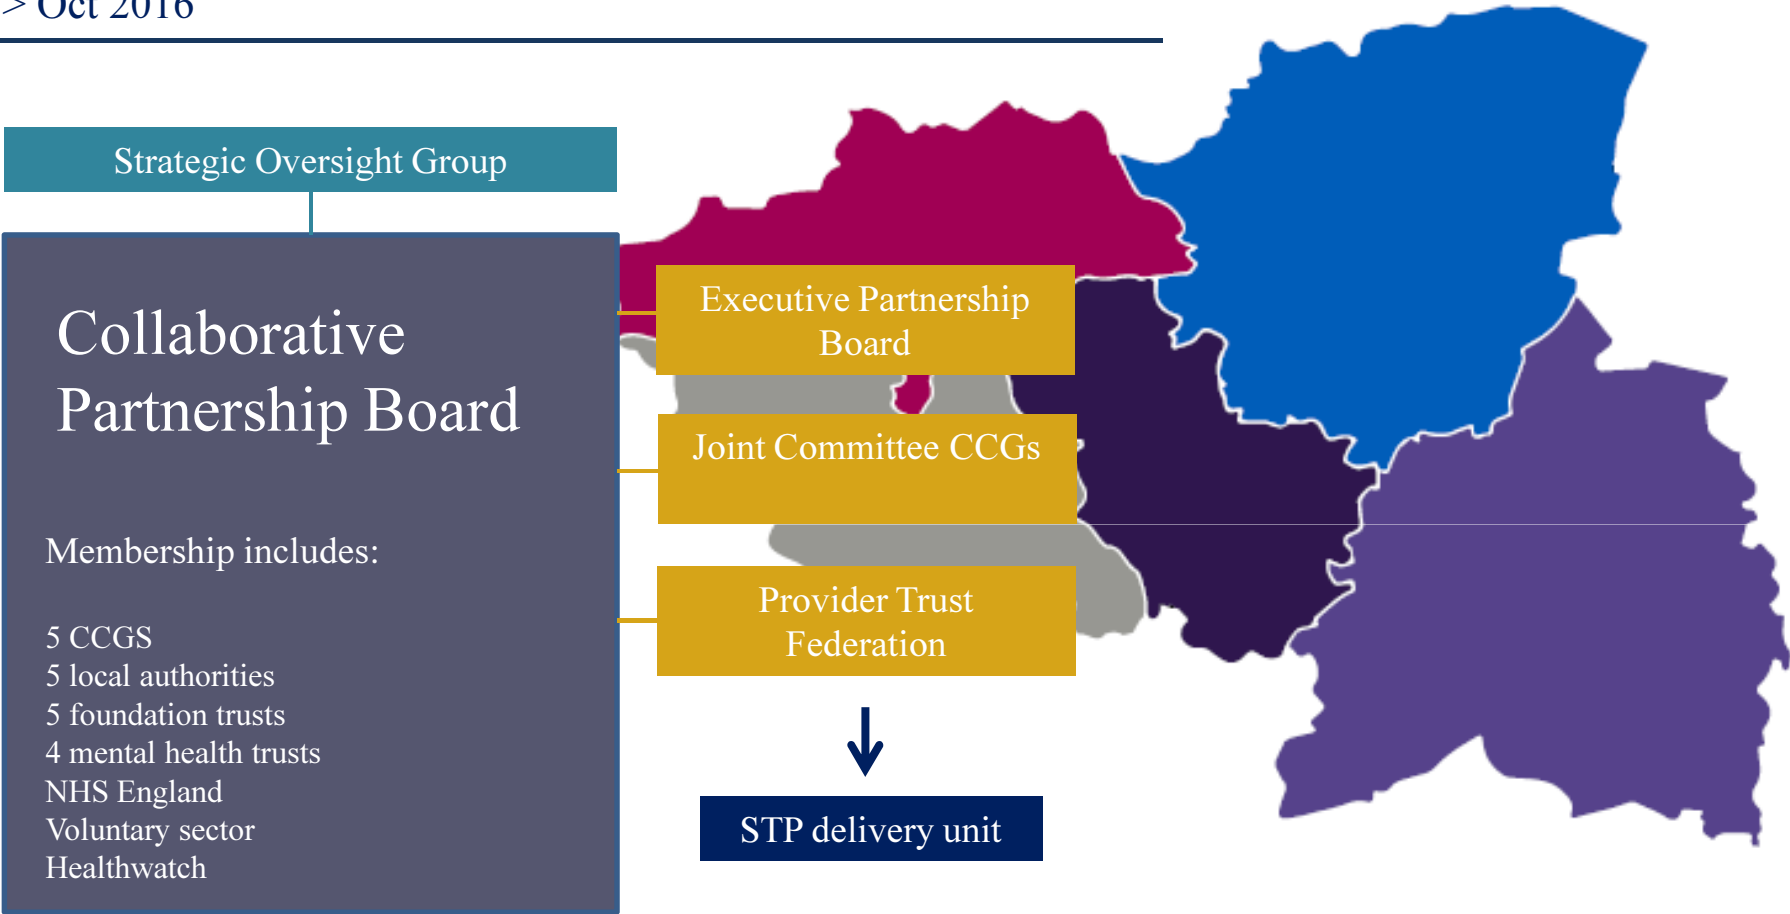 > Oct 2016
Strategic Oversight Group
Collaborative
Partnership Board
Membership includes:
5 CCGS
5 local authorities
5 foundation trusts
4 mental health trusts
NHS England
Voluntary sector
Healthwatch
Executive Partnership
Board
Joint Committee CCGs
Provider Trust
Federation
STP delivery unit